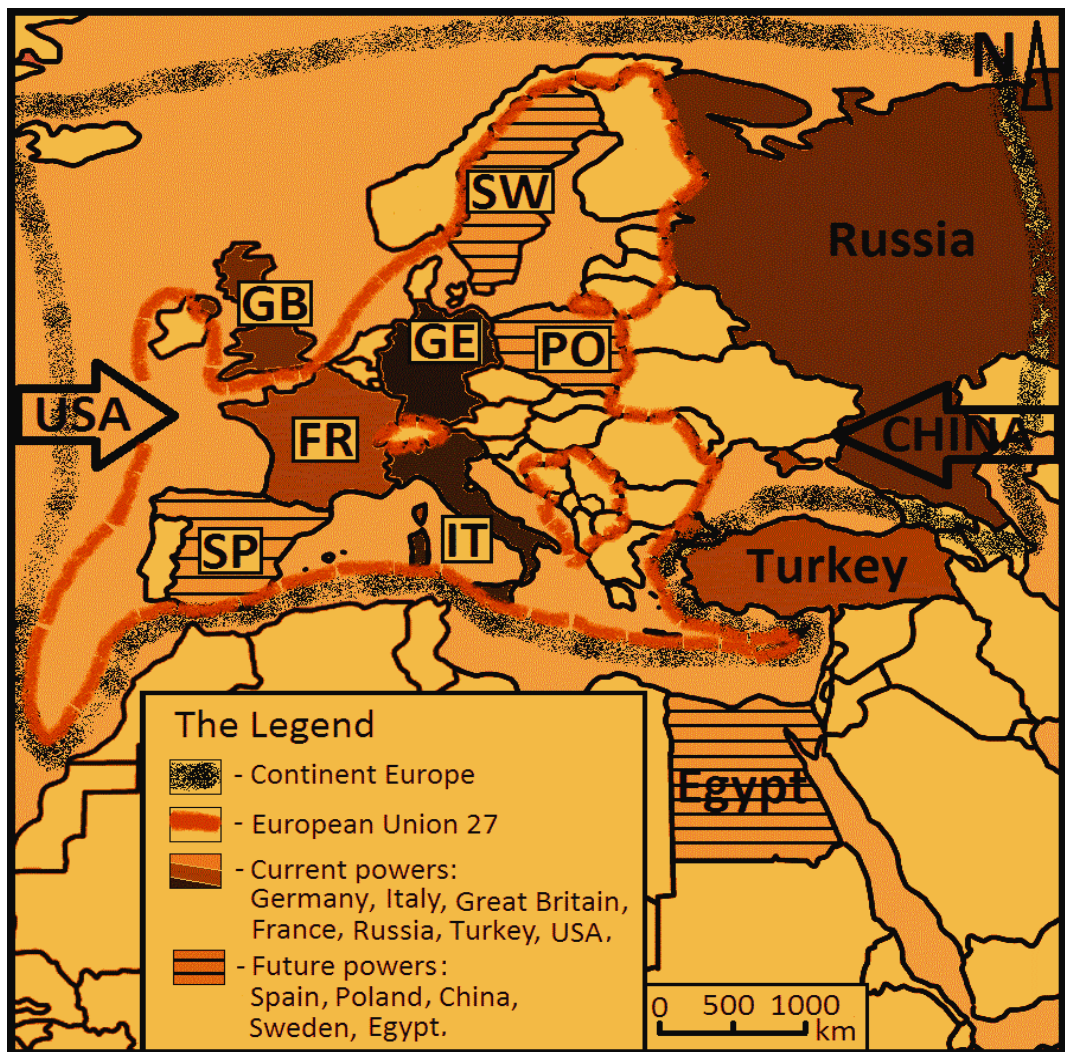 N
SW
Russia
GB
GE
PO
USA
FR
CHINA
SP
IT
Turkey
Egypt
The Legend
- Continent Europe
- European Union 27
- Current powers:
Germany, Italy, Great Britain,
France, Russia, Turkey, USA.
- Future powers:
Spain, Poland, China,
Sweden, Egypt.
0 500 1000
km